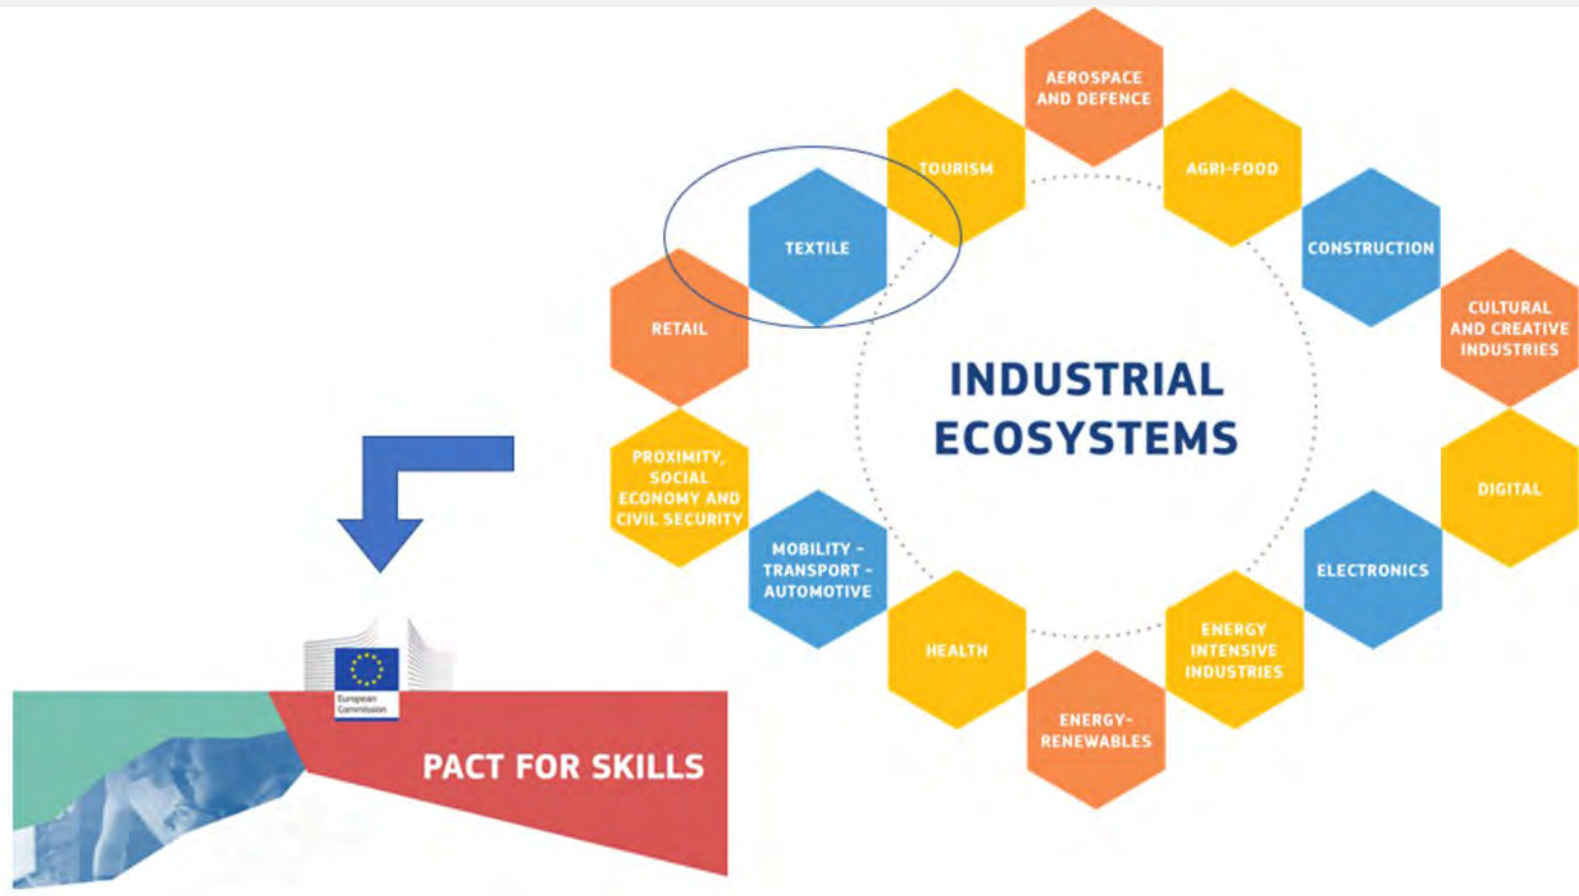 AEROSPACE
AND DEFENCE
TOURISM
AGRI-FOOD
TEXTILE
CONSTRUCTION
RETAIL
CULTURAL
AND CREATIVE
INDUSTRIES
INDUSTRIAL
ECOSYSTEMS
PROXIMITY,
SOCIAL
ECONOMY AND
CIVIL SECURITY
DIGITAL
MOBILITY -
TRANSPORT -
AUTOMOTIVE
ELECTRONICS
HEALTH
ENERGY
INTENSIVE
INDUSTRIES
ENERGY-
RENEWABLES
European
Commission
PACT FOR SKILLS